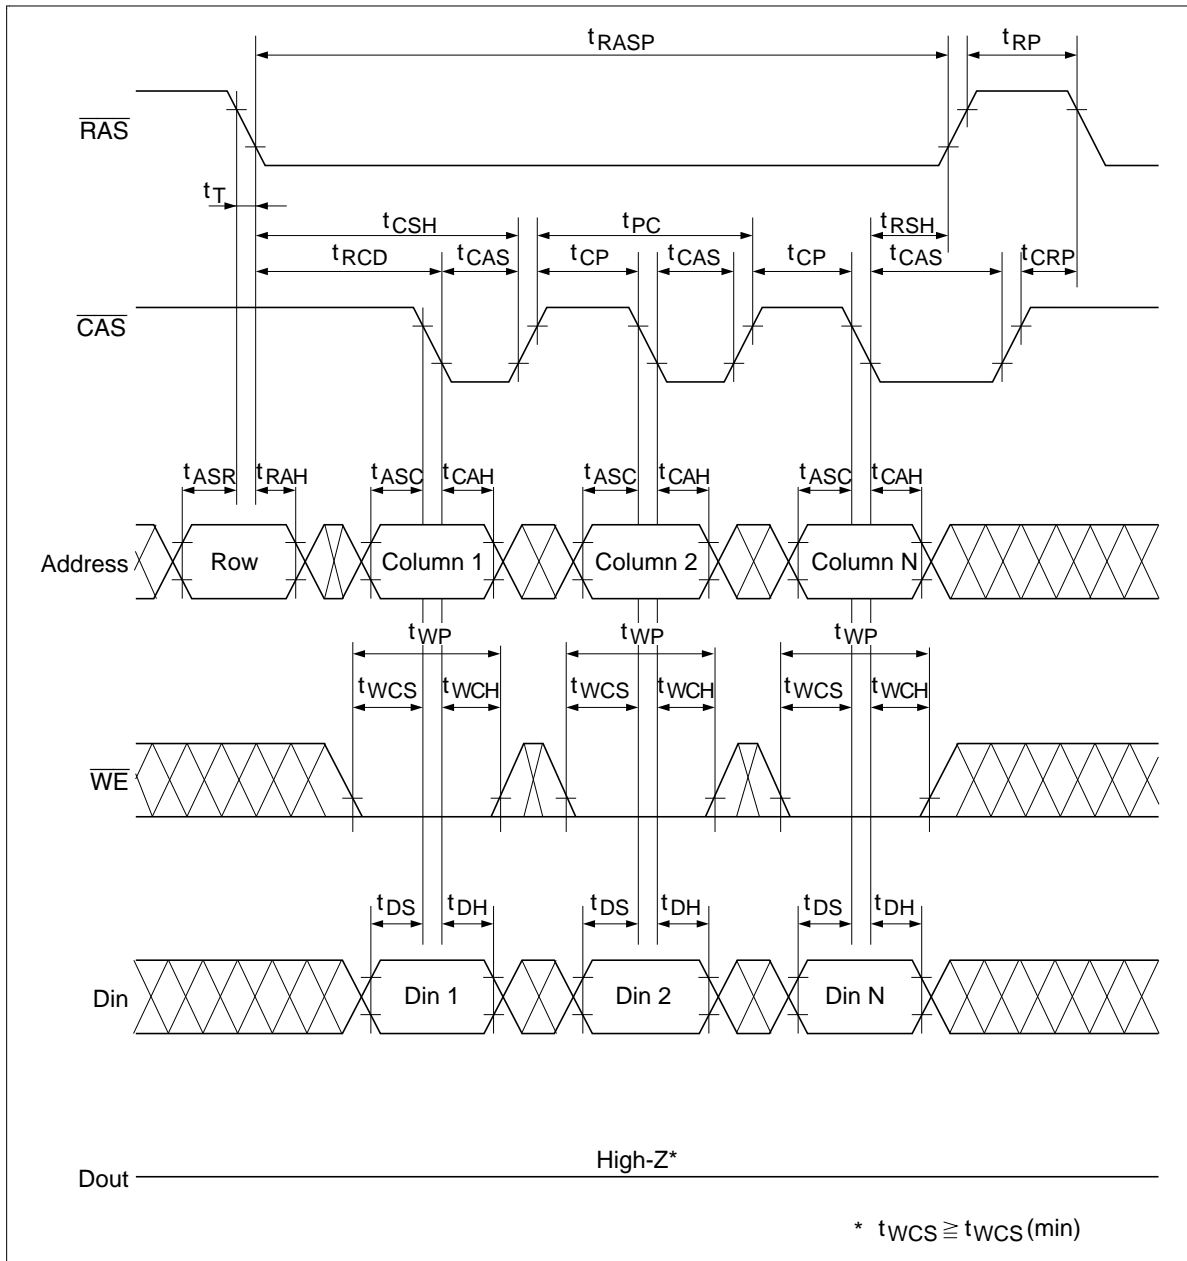 tRASP tRP
RAS
tT
tCSH tPC tRSH
tRCD tCAS tCP tCAS tCP tCAS tCRP
CAS
tASR tRAH tASC tCAH tASC tCAH tASC tCAH
Address Row Column 1 Column 2 Column N
tWP tWP tWP
tWCS tWCH tWCS tWCH tWCS tWCH
WE
tDS tDH tDS tDH tDS tDH
Din Din 1 Din 2 Din N
High-Z*
Dout
* tWCS ≧ tWCS(min)